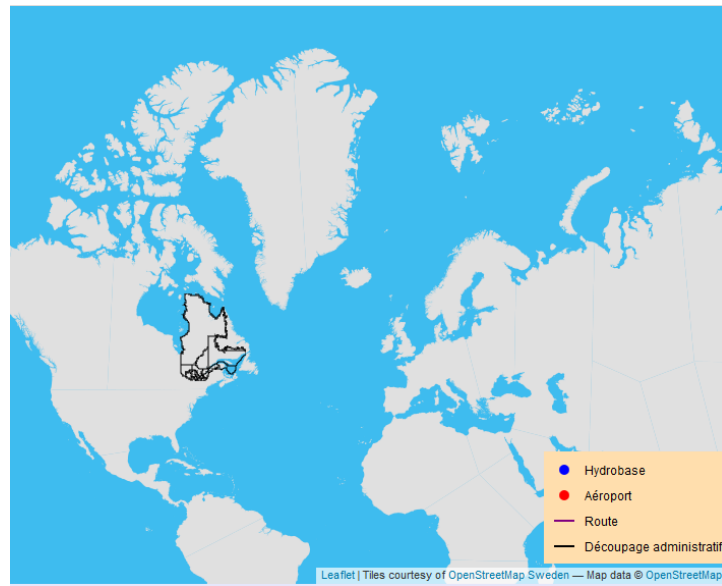 Hydrobase
Aéroport
Route
Découpage administratif
Leaflet | Tiles courtesy of OpenStreetMap Sweden — Map data © OpenStreetMap